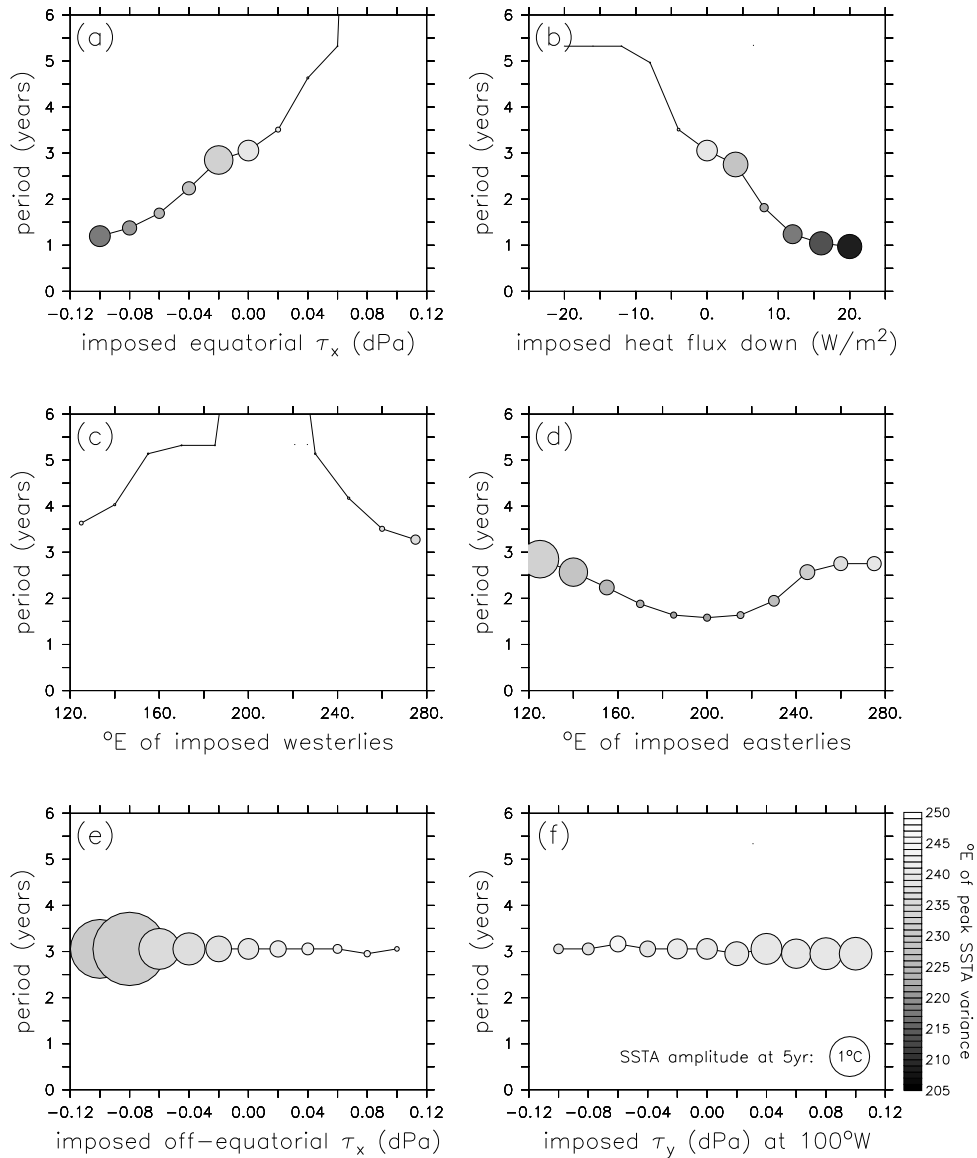 (a)
period (years)
6
5
4
3
2
1
0
−0.12 −0.08 −0.04 0.00 0.04 0.08 0.12
imposed equatorial τx (dPa)
(b)
period (years)
6
5
4
3
2
1
0
−20. −10. 0. 10. 20.
imposed heat flux down (W/m²)
(c)
period (years)
6
5
4
3
2
1
0
120. 160. 200. 240. 280.
°E of imposed westerlies
(d)
period (years)
6
5
4
3
2
1
0
120. 160. 200. 240. 280.
°E of imposed easterlies
(e)
period (years)
6
5
4
3
2
1
0
−0.12 −0.08 −0.04 0.00 0.04 0.08 0.12
imposed off−equatorial τx (dPa)
(f)
period (years)
6
5
4
3
2
1
0
SSTA amplitude at 5yr: 1°C
−0.12 −0.08 −0.04 0.00 0.04 0.08 0.12
imposed τy (dPa) at 100°W
250
245
240
235
230
225
220
215
210
205
°E of peak SSTA variance